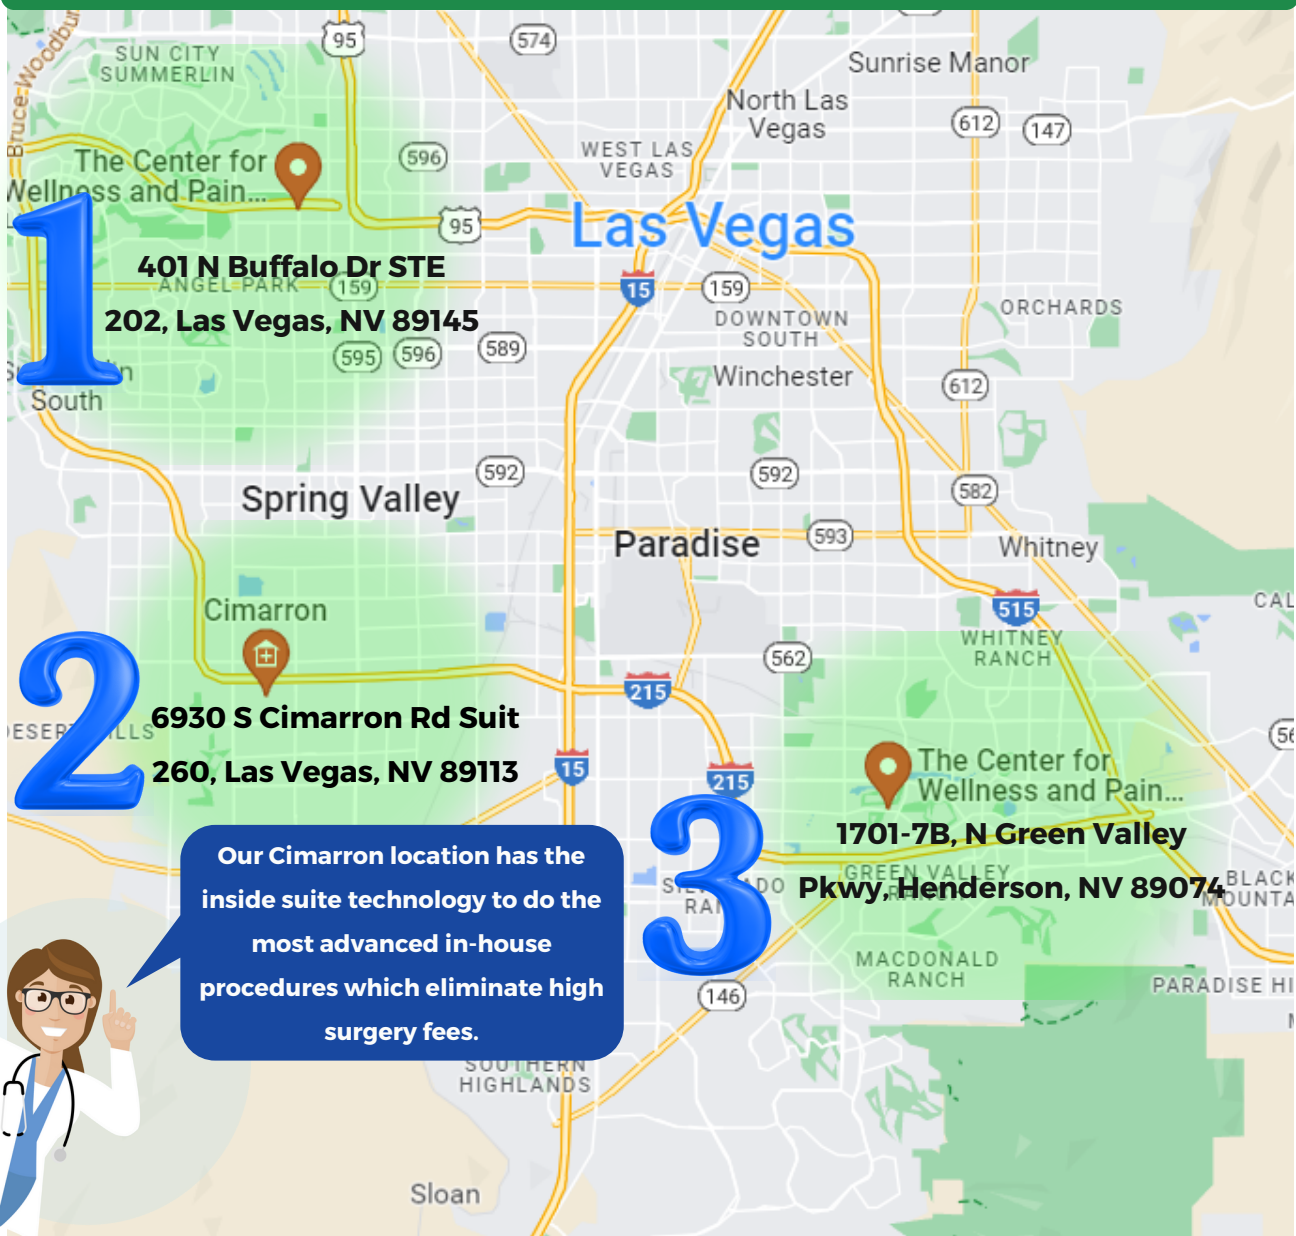 Bruce Woodbury
SUN CITY
SUMMERLIN
95
574
Sunrise Manor
North Las
Vegas
612
147
WEST LAS
VEGAS
596
The Center for
Wellness and Pain...
95
Las Vegas
1
401 N Buffalo Dr STE
ANGEL PARK
159
202, Las Vegas, NV 89145
15
159
DOWNTOWN
SOUTH
ORCHARDS
595
596
589
South
Winchester
612
592
592
582
Spring Valley
Paradise
593
Whitney
Cimarron
515
WHITNEY
RANCH
562
2
215
6930 S Cimarron Rd Suit
260, Las Vegas, NV 89113
15
215
The Center for
Wellness and Pain...
3
1701-7B, N Green Valley
GREEN VALLEY
Pkwy, Henderson, NV 89074
BLACK
Our Cimarron location has the
inside suite technology to do the
most advanced in-house
procedures which eliminate high
surgery fees.
MACDONALD
RANCH
146
SOUTHERN
HIGHLANDS
Sloan